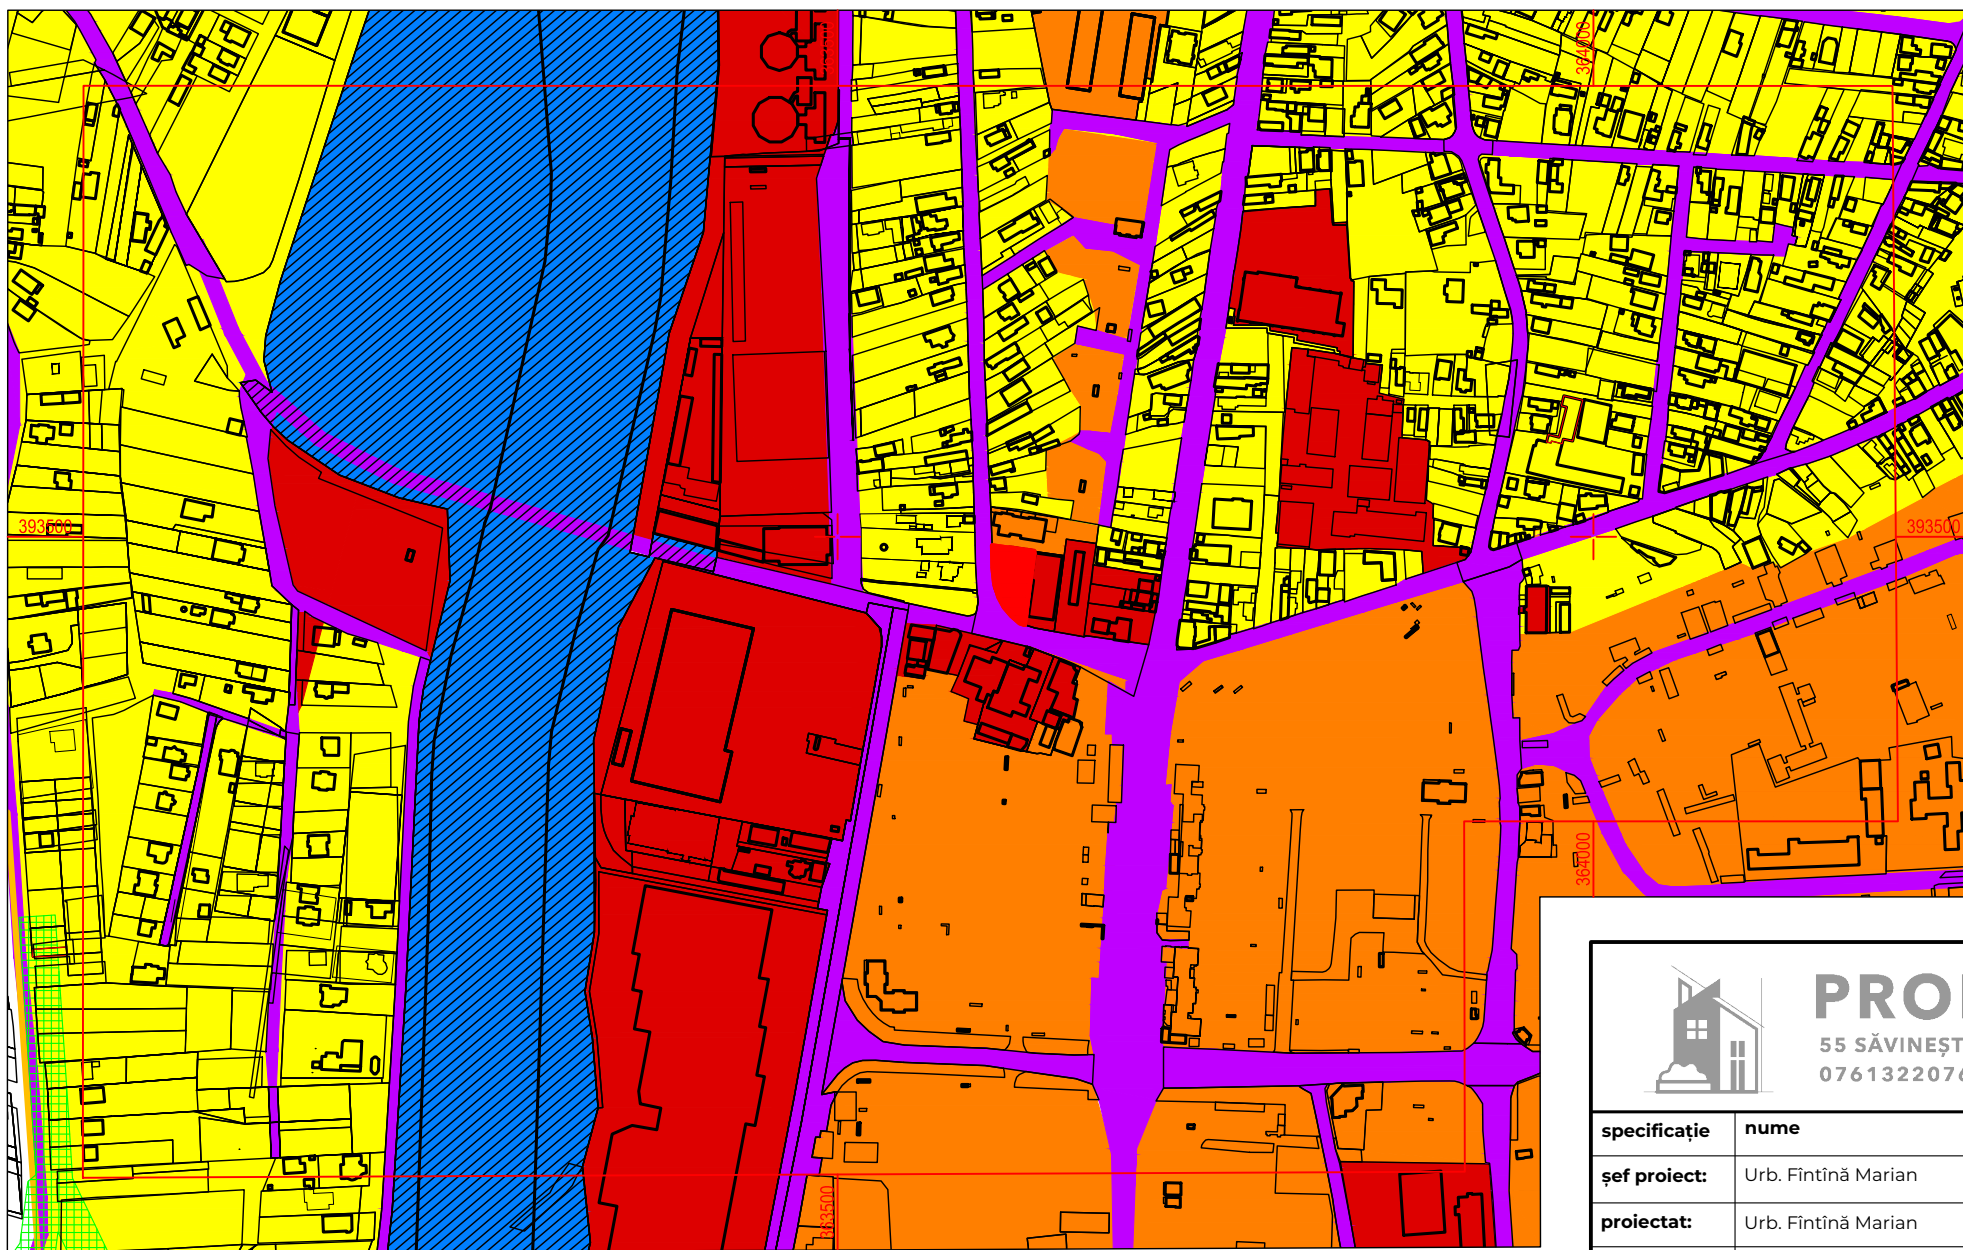 364000
393500
393500
364000
363500
PRO
55 SĂVINEȘT
076132207
specificație nume
șef proiect: Urb. Fîntînă Marian
proiectat: Urb. Fîntînă Marian